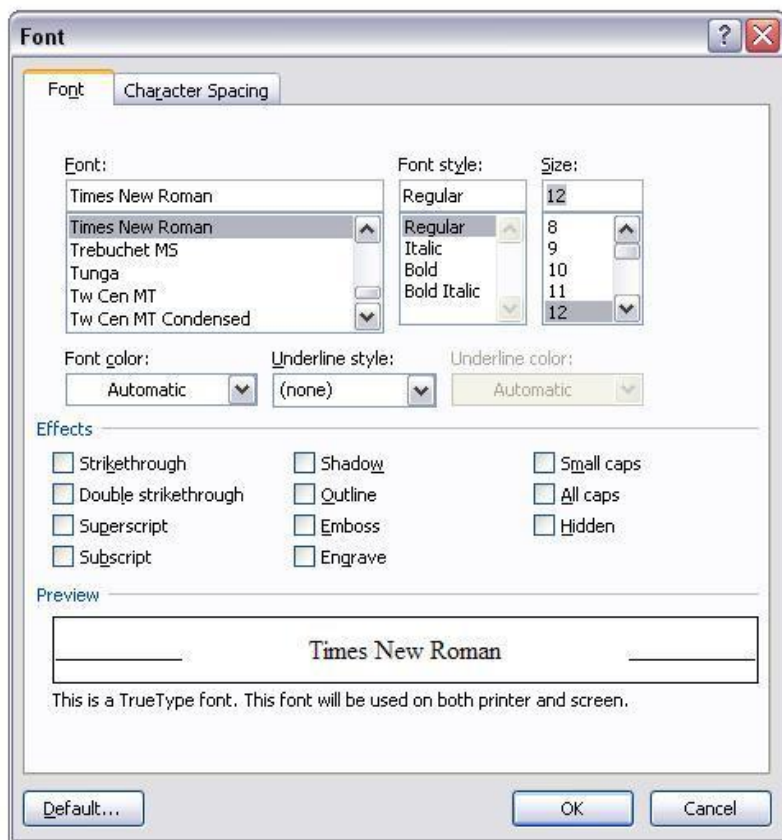 Font
Font Character Spacing
Font: Font style: Size:
Times New Roman Regular 12
Times New Roman Regular 8
Trebuchet MS Italic 9
Tunga Bold 10
Tw Cen MT Bold Italic 11
Tw Cen MT Condensed 12
Font color: Underline style: Underline color:
Automatic (none) Automatic
Effects
Strikethrough Shadow Small caps
Double strikethrough Outline All caps
Superscript Emboss Hidden
Subscript Engrave
Preview
Times New Roman
This is a TrueType font. This font will be used on both printer and screen.
Default... OK Cancel